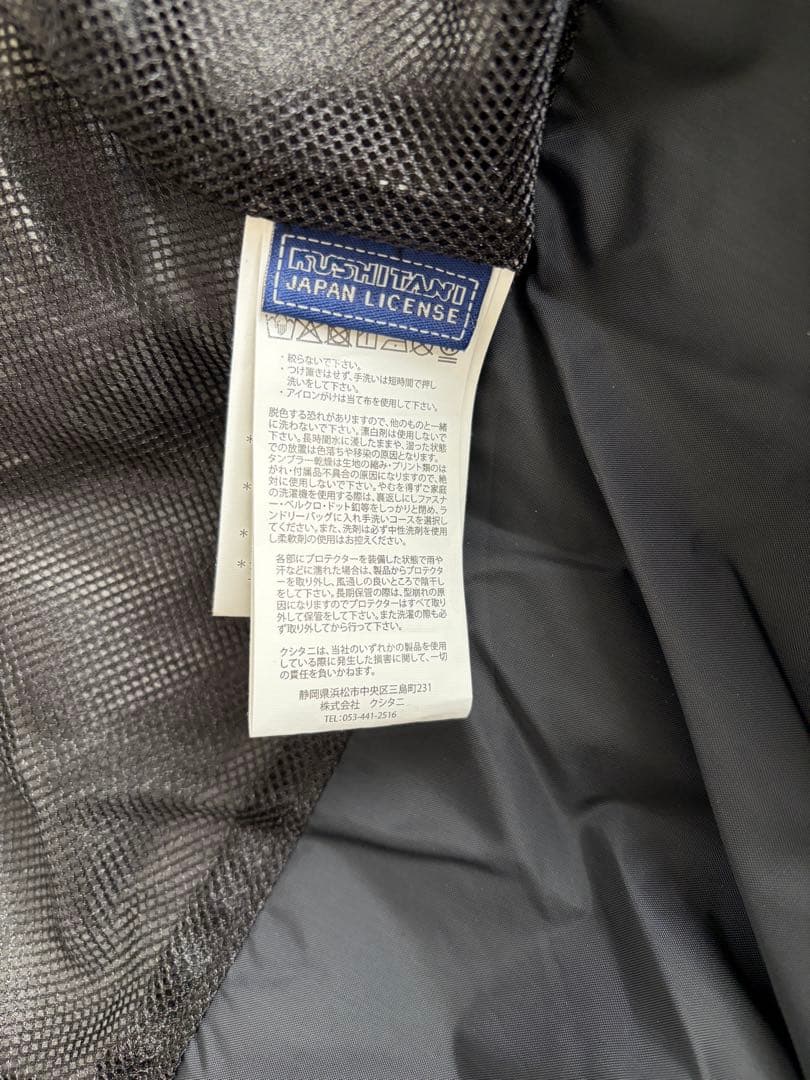 KUSHITANI
JAPAN LICENSE
・絞らないで下さい。
・つけ置きはせず、手洗いは短時間で押し
洗いをして下さい。
・アイロンがけは当て布を使用して下さい。
脱色する恐れがありますので、他のものと一緒
に洗わないで下さい。漂白剤は使用しないで
下さい。長時間水に浸したままや、湿った状態
での放置は色落ちや移染の原因となります。
タンブラー乾燥は生地の縮み・プリント類のは
がれ・付属品不具合の原因になりますので、絶
対に使用しないで下さい。やむを得ずご家庭
の洗濯機を使用する際は、裏返しにしファスナ
ー・ベルクロ・ドット釦等をしっかりと閉め、ラ
ンドリーバッグに入れ手洗いコースを選択し
てください。また、洗剤は必ず中性洗剤を使用
し柔軟剤の使用はお控えください。
各部にプロテクターを装備した状態で雨や
汗などに濡れた場合は、製品からプロテクタ
ーを取り外し、風通しの良いところで陰干し
をして下さい。長期保管の際は、型崩れの原
因になりますのでプロテクターはすべて取り
外して保管をして下さい。また洗濯の際も必
ず取り外してから行って下さい。
クシタニは、当社のいずれかの製品を使用
している際に発生した損害に関して、一切
の責任を負いかねます。
静岡県浜松市中央区三島町231
株式会社 クシタニ
TEL:053-441-2516
*
*
*
*